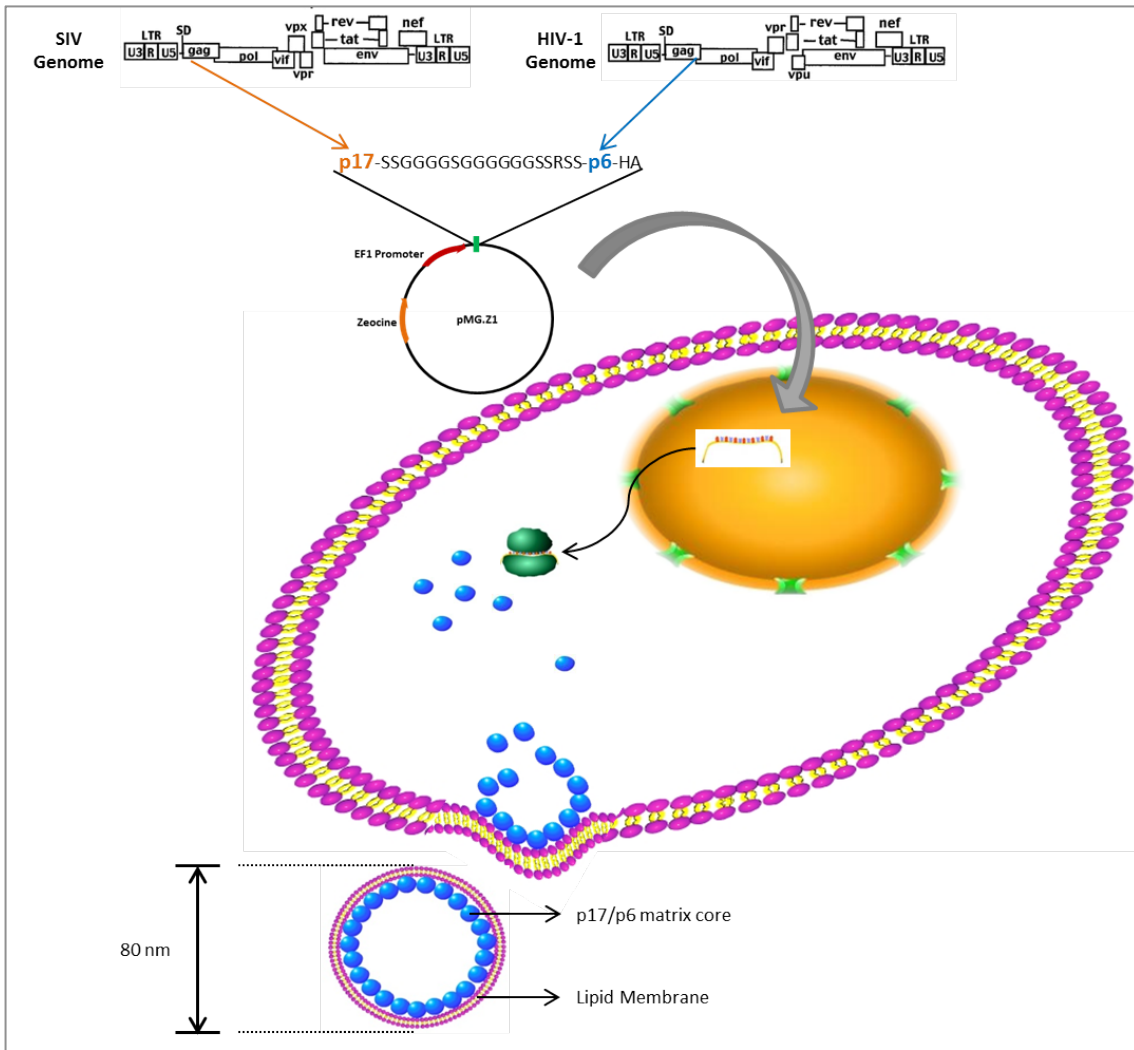 SIV
Genome
LTR
U3 R U5
SD
gag
pol
vif
vpx
vpr
rev
tat
env
nef
LTR
U3 R U5
HIV-1
Genome
LTR
U3 R U5
SD
gag
pol
vif
vpr
vpu
rev
tat
env
nef
LTR
U3 R U5
p17-SSGGGGSGGGGGGSSRSS-p6-HA
EF1 Promoter
Zeocine
pMG.Z1
p17/p6 matrix core
80 nm
Lipid Membrane